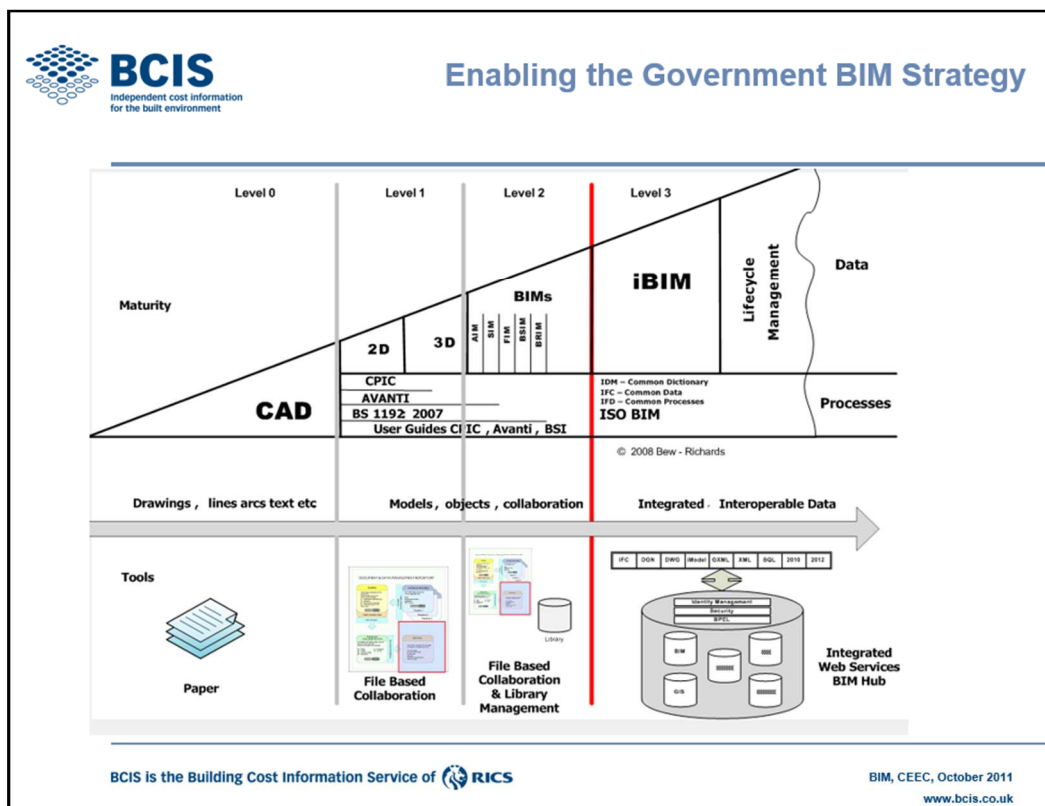 BCIS
Independent cost information
for the built environment
Enabling the Government BIM Strategy
Level 0
Level 1
Level 2
Level 3
Maturity
CAD
2D
3D
BIMs
AIM
SIM
FIM
BSIM
BRIM
iBIM
Lifecycle
Management
Data
CPIC
AVANTI
BS 1192: 2007
User Guides CPIC , Avanti , BSI
IDM – Common Dictionary
IFC – Common Data
IFD – Common Processes
ISO BIM
Processes
© 2008 Bew - Richards
Drawings , lines arcs text etc
Models , objects , collaboration
Integrated , Interoperable Data
Tools
Paper
File Based
Collaboration
Library
File Based
Collaboration
& Library
Management
IFC DGN DWG iModel GXML XML SQL 2010 2012
Identity Management
Security
BPEL
BIM
GIS
Integrated
Web Services
BIM Hub
BCIS is the Building Cost Information Service of RICS
BIM, CEEC, October 2011
www.bcis.co.uk